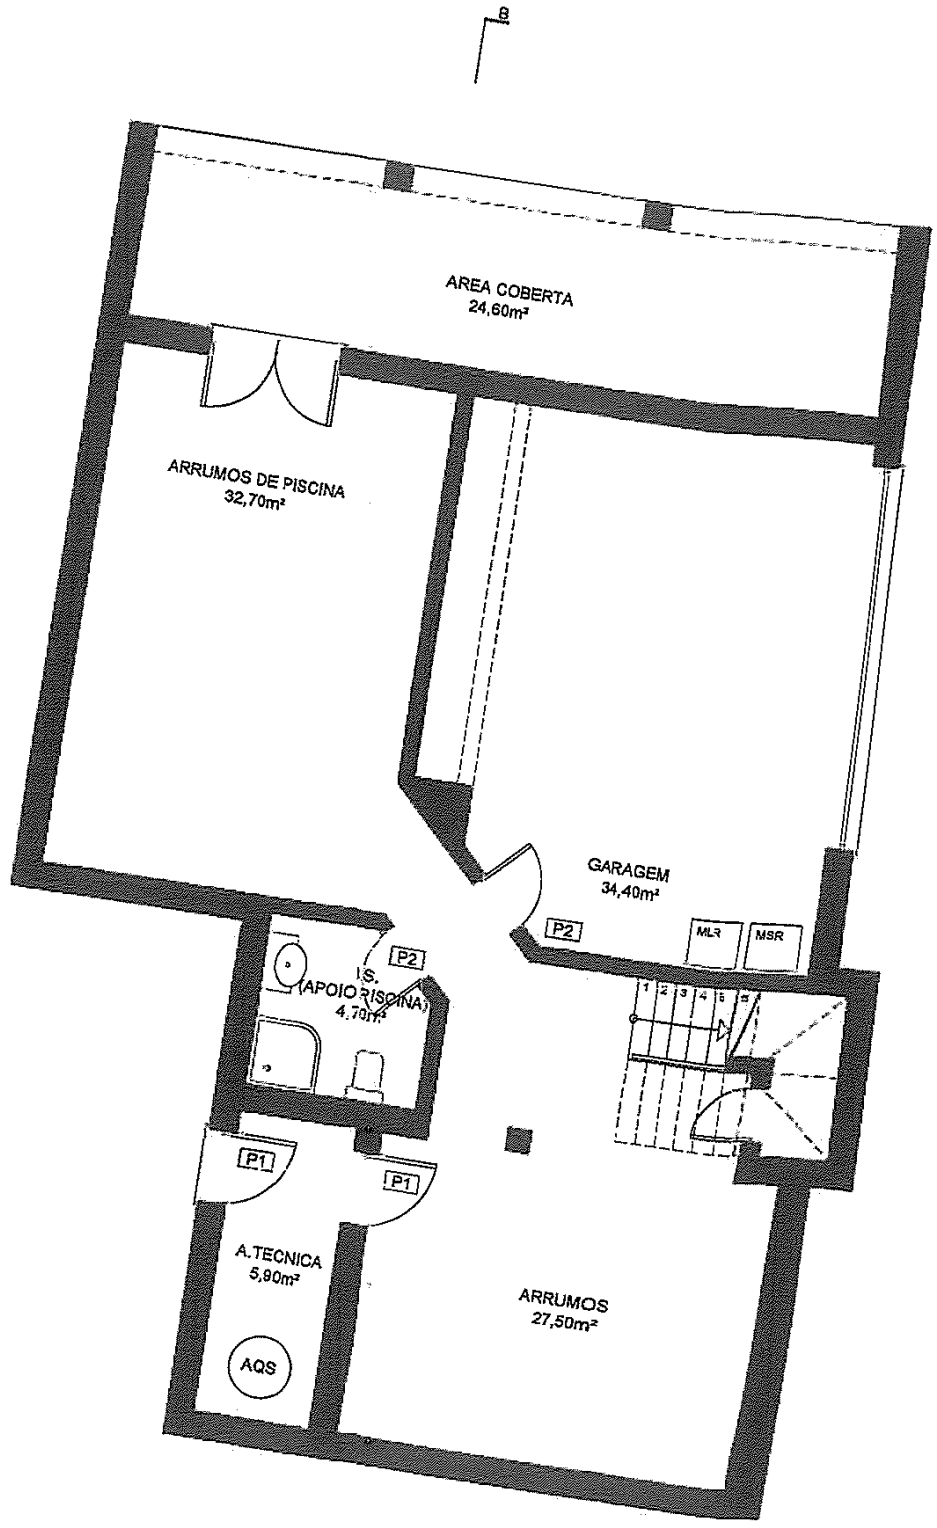 B
AREA COBERTA
24,60m²
ARRUMOS DE PISCINA
32,70m²
GARAGEM
34,40m²
P2
MLR
MSR
P2
I.S.
(APOIO PISCINA)
4,70m²
1 2 3 4 5 6
P1
P1
A.TECNICA
5,90m²
ARRUMOS
27,50m²
AQS